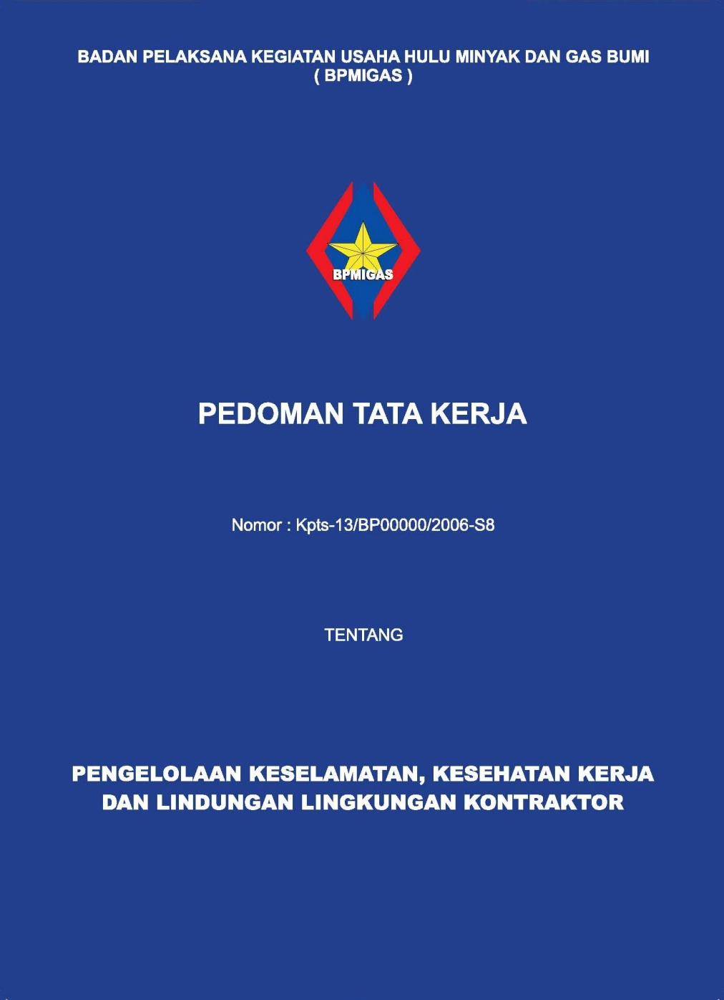 BADAN PELAKSANA KEGIATAN USAHA HULU MINYAK DAN GAS BUMI
( BPMIGAS )
BPMIGAS
PEDOMAN TATA KERJA
Nomor : Kpts-13/BP00000/2006-S8
TENTANG
PENGELOLAAN KESELAMATAN, KESEHATAN KERJA
DAN LINDUNGAN LINGKUNGAN KONTRAKTOR